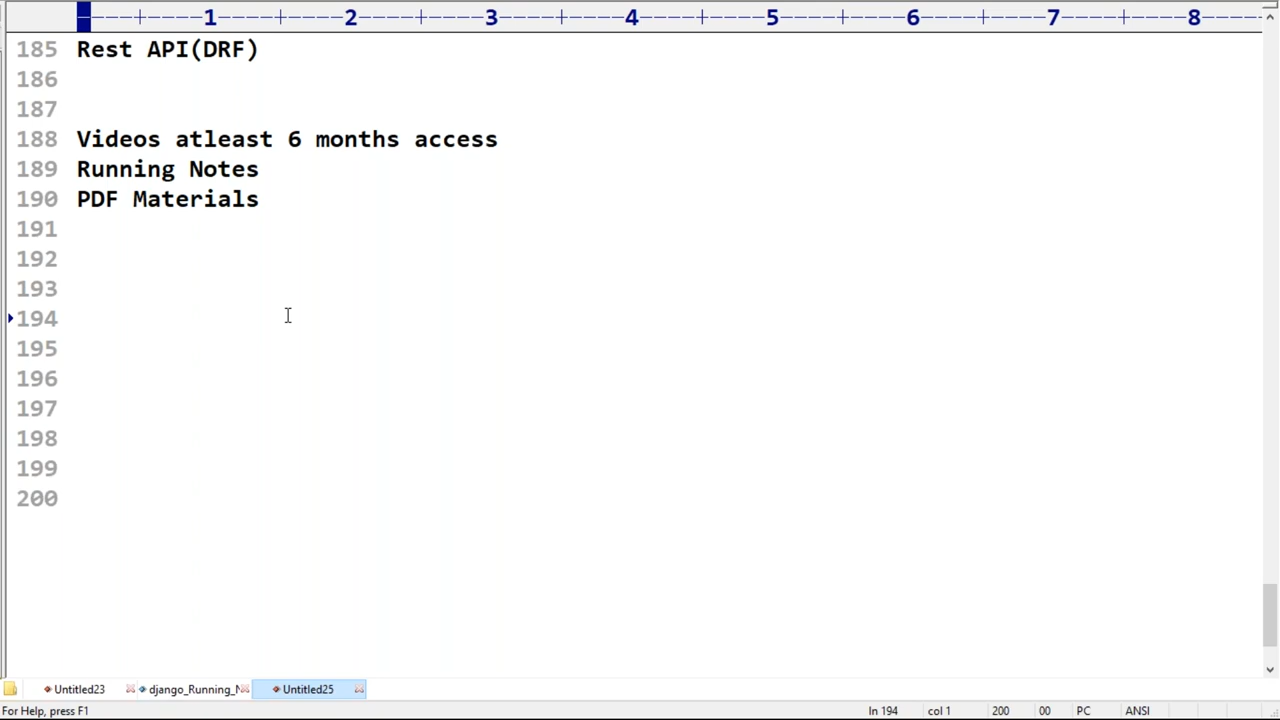 1 2 3 4 5 6 7 8
185 Rest API(DRF)
186
187
188 Videos atleast 6 months access
189 Running Notes
190 PDF Materials
191
192
193
194
195
196
197
198
199
200
Untitled23 django_Running_N Untitled25
For Help, press F1 ln 194 col 1 200 00 PC ANSI